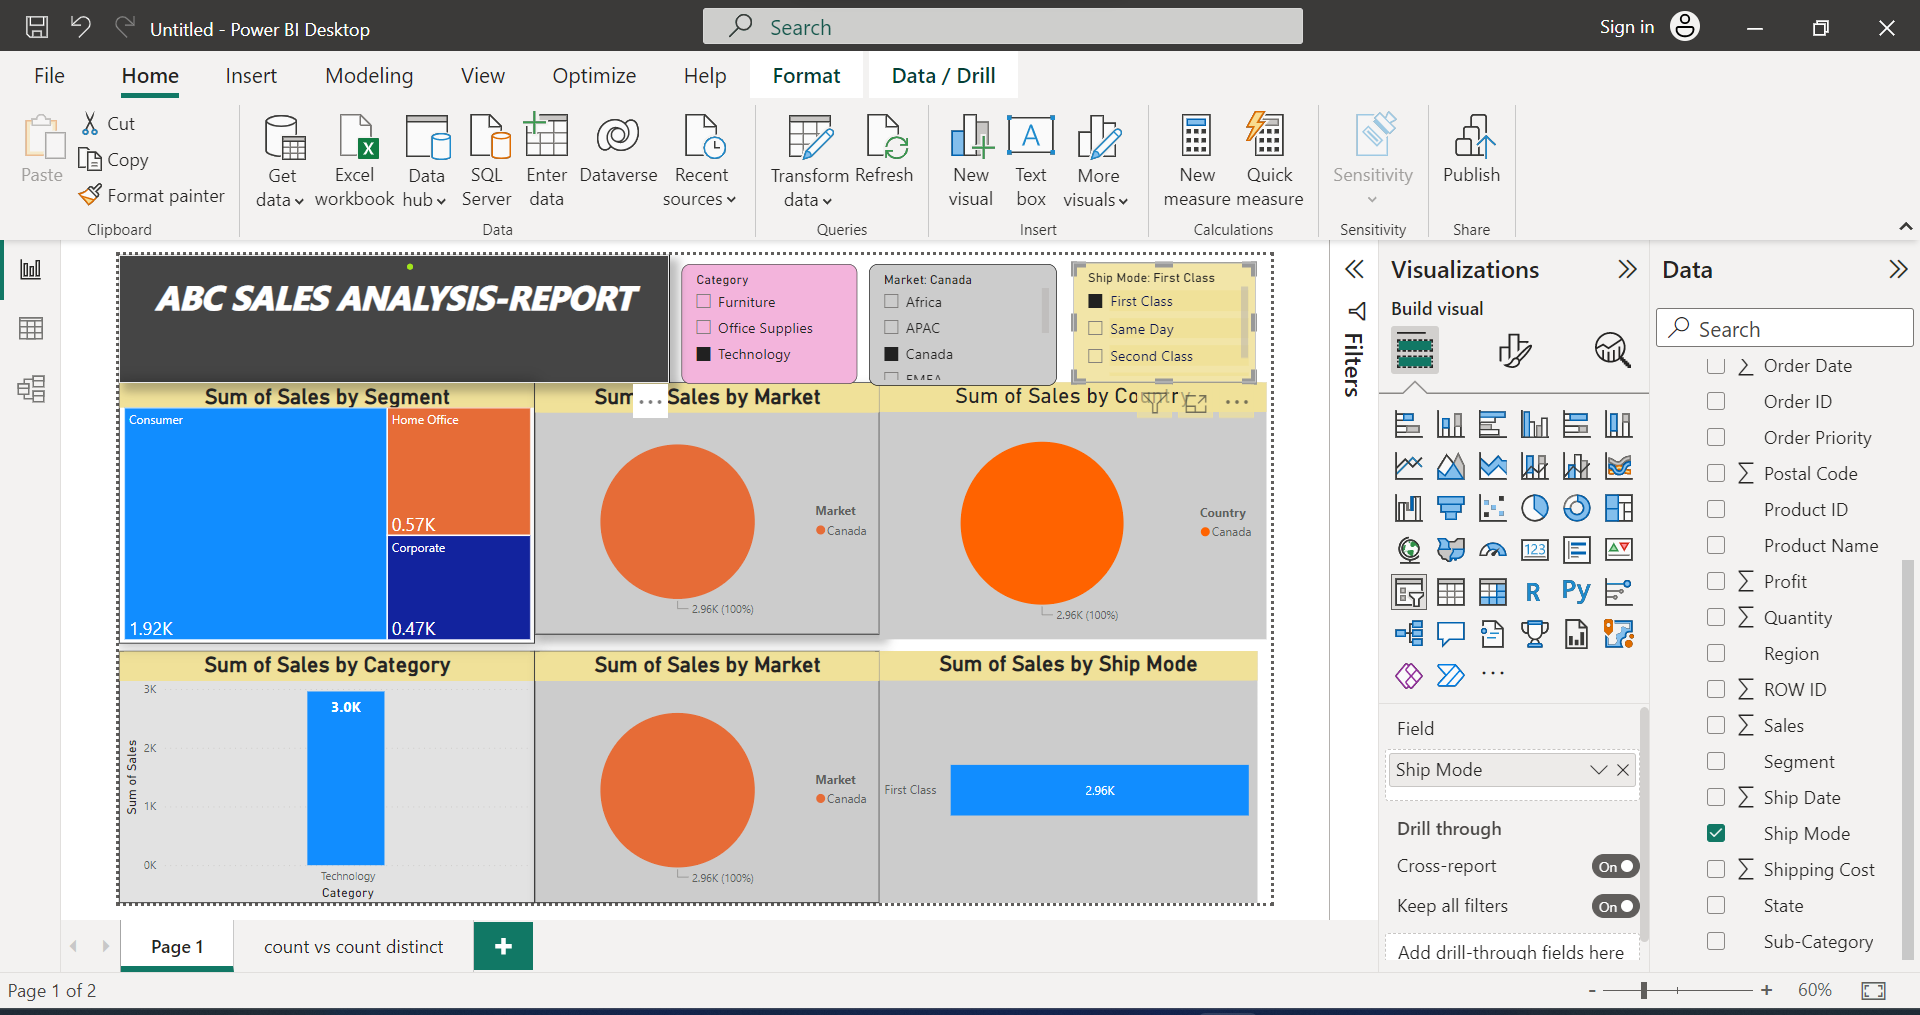 Untitled - Power BI Desktop
Search
Sign in
File
Home
Insert
Modeling
View
Optimize
Help
Format
Data / Drill
Paste
Cut
Copy
Format painter
Clipboard
Get
data
Excel
workbook
Data
hub
SQL
Server
Enter
data
Dataverse
Recent
sources
Data
Transform
data
Refresh
Queries
New
visual
A
Text
box
More
visuals
Insert
New
measure
Quick
measure
Calculations
Sensitivity
Sensitivity
Publish
Share
ABC SALES ANALYSIS-REPORT
Category
Furniture
Office Supplies
Technology
Market: Canada
Africa
APAC
Canada
EMEA
Ship Mode: First Class
First Class
Same Day
Second Class
Sum of Sales by Segment
Consumer
1.92K
Home Office
0.57K
Corporate
0.47K
Sum Sales by Market
Market
Canada
2.96K (100%)
Sum of Sales by Country
Country
Canada
2.96K (100%)
Sum of Sales by Category
Sum of Sales
3K
2K
1K
0K
3.0K
Technology
Category
Sum of Sales by Market
Market
Canada
2.96K (100%)
Sum of Sales by Ship Mode
First Class
2.96K
Filters
Visualizations
Build visual
123
R
Py
Field
Ship Mode
Drill through
Cross-report
On
Keep all filters
On
Add drill-through fields here
Data
Search
Order Date
Order ID
Order Priority
Postal Code
Product ID
Product Name
Profit
Quantity
Region
ROW ID
Sales
Segment
Ship Date
Ship Mode
Shipping Cost
State
Sub-Category
Page 1
count vs count distinct
+
Page 1 of 2
- + 60%